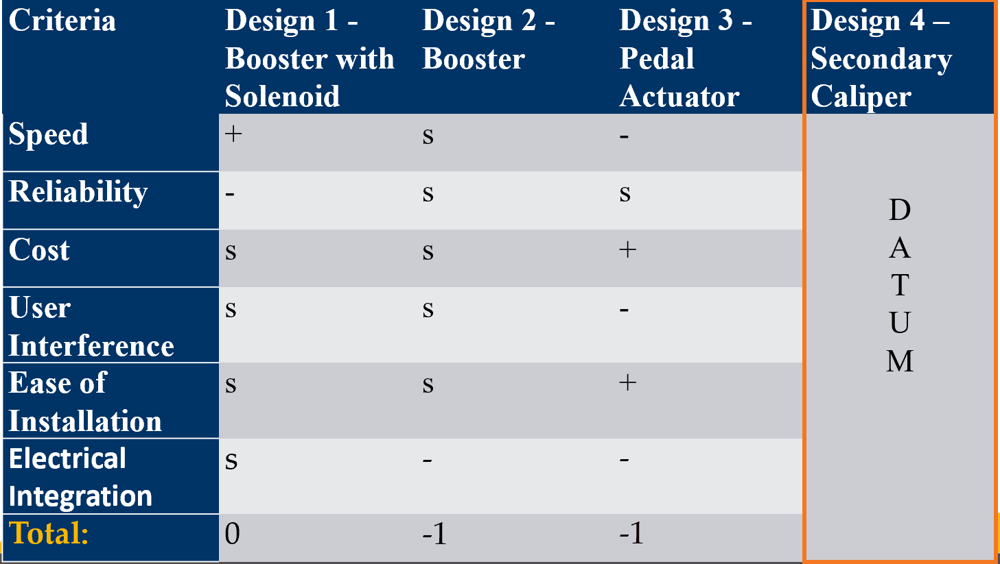 Criteria
Design 1 -
Booster with
Solenoid
Design 2 -
Booster
Design 3 -
Pedal
Actuator
Design 4 –
Secondary
Caliper
Speed
+
s
-
Reliability
-
s
s
Cost
s
s
+
User
Interference
s
s
-
Ease of
Installation
s
s
+
Electrical
Integration
s
-
-
Total:
0
-1
-1
D
A
T
U
M